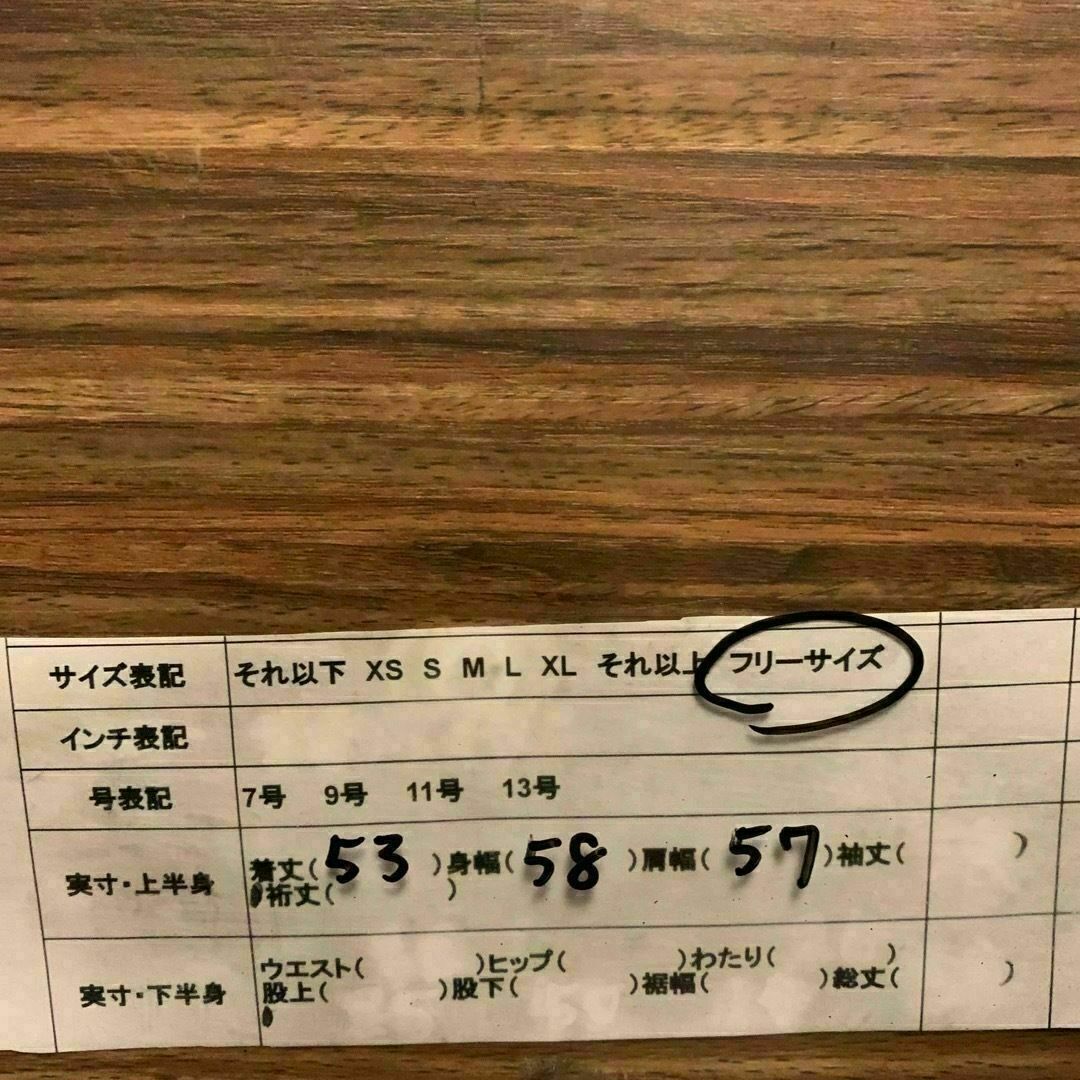 サイズ表記 それ以下 XS S M L XL それ以上 フリーサイズ
インチ表記
号表記 7号 9号 11号 13号
実寸・上半身 着丈(53)身幅(58)肩幅(57)袖丈( )
裄丈( )
実寸・下半身 ウエスト( )ヒップ( )わたり( )
股上( )股下( )裾幅( )総丈( )